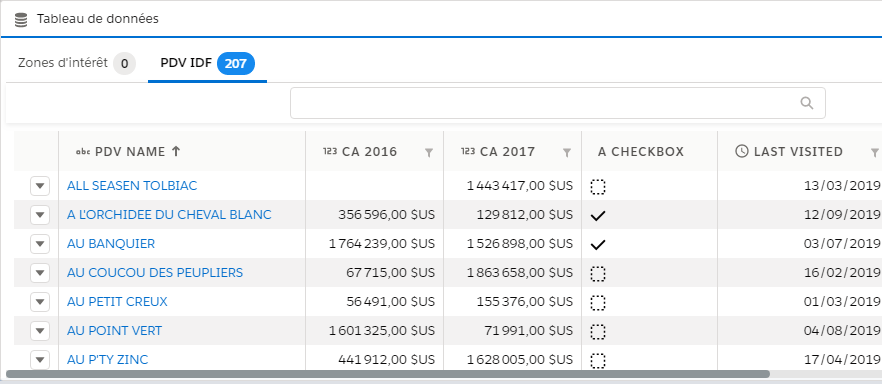 Tableau de données
Zones d'intérêt 0 PDV IDF 207
abc PDV NAME 123 CA 2016 123 CA 2017 A CHECKBOX LAST VISITED
ALL SEASEN TOLBIAC 1 443 417,00 $US 13/03/2019
A L'ORCHIDEE DU CHEVAL BLANC 356 596,00 $US 129 812,00 $US 12/09/2019
AU BANQUIER 1 764 239,00 $US 1 526 898,00 $US 03/07/2019
AU COUCOU DES PEUPLIERS 67 715,00 $US 1 863 658,00 $US 16/02/2019
AU PETIT CREUX 56 491,00 $US 155 376,00 $US 01/03/2019
AU POINT VERT 1 601 325,00 $US 71 991,00 $US 04/08/2019
AU P'TY ZINC 441 912,00 $US 1 628 005,00 $US 17/04/2019